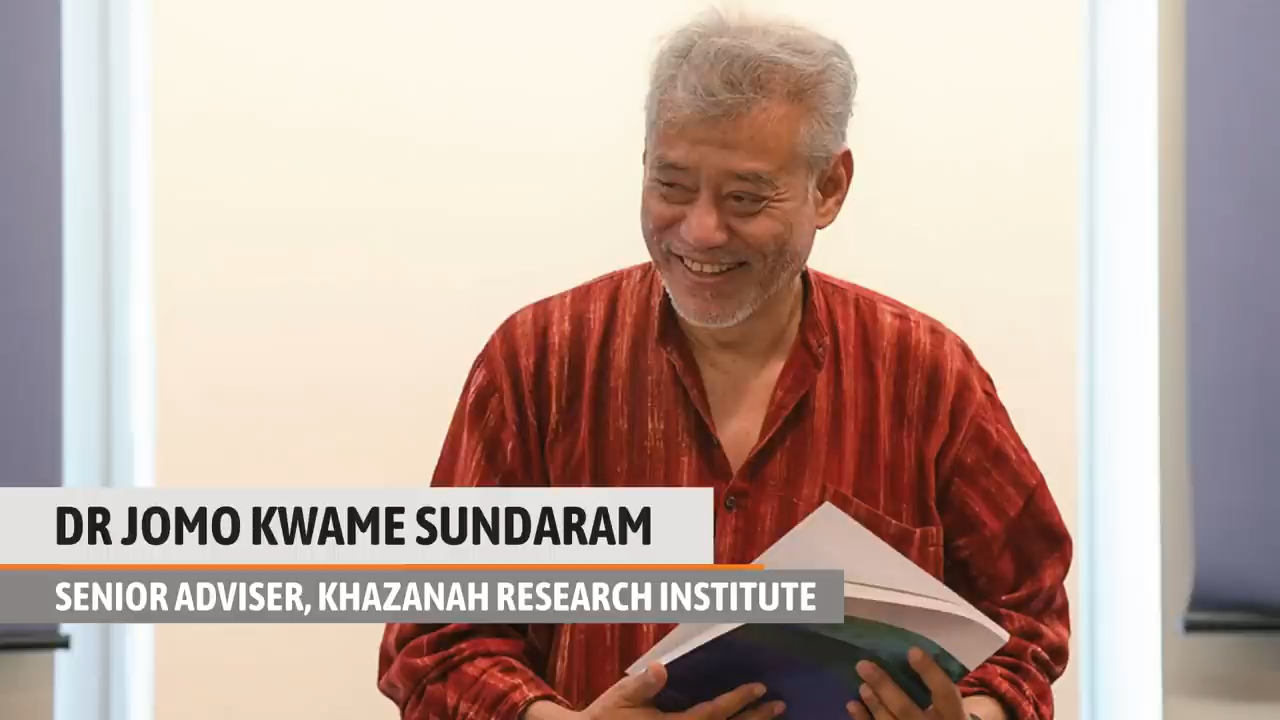 DR JOMO KWAME SUNDARAM
SENIOR ADVISER, KHAZANAH RESEARCH INSTITUTE